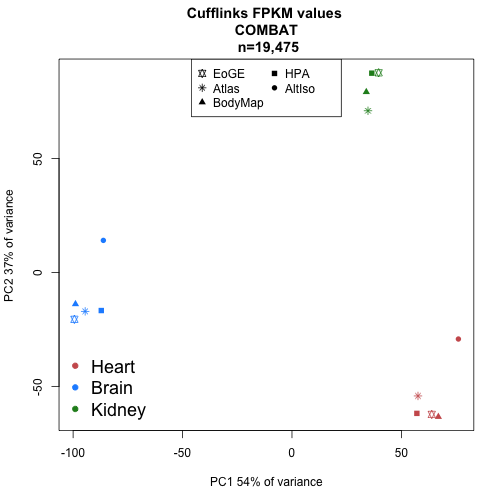 Cufflinks FPKM values
COMBAT
n=19,475
EoGE
HPA
Atlas
AltIso
BodyMap
50
0
-50
PC2 37% of variance
Heart
Brain
Kidney
-100
-50
0
50
PC1 54% of variance